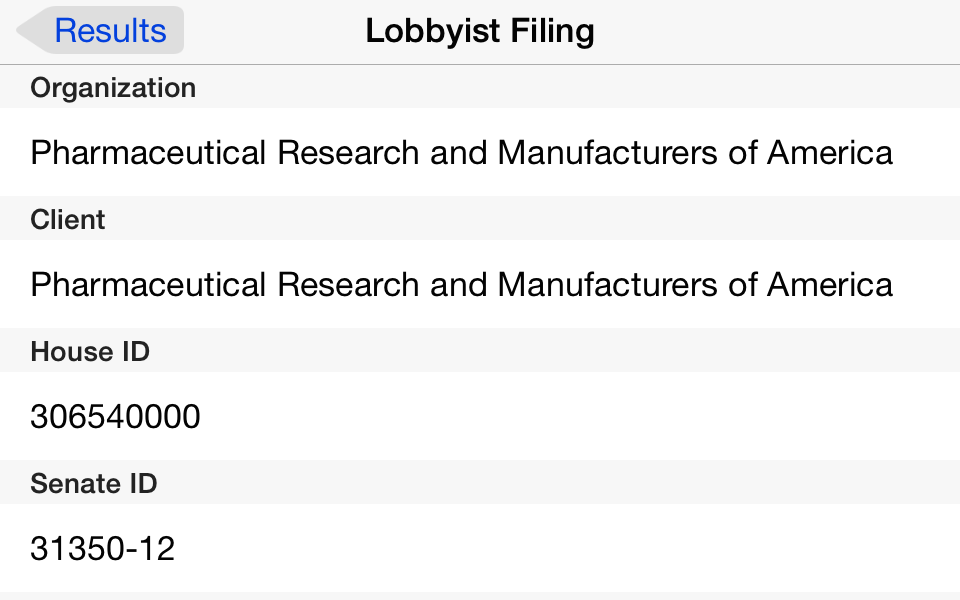 Results
Lobbyist Filing
Organization
Pharmaceutical Research and Manufacturers of America
Client
Pharmaceutical Research and Manufacturers of America
House ID
306540000
Senate ID
31350-12